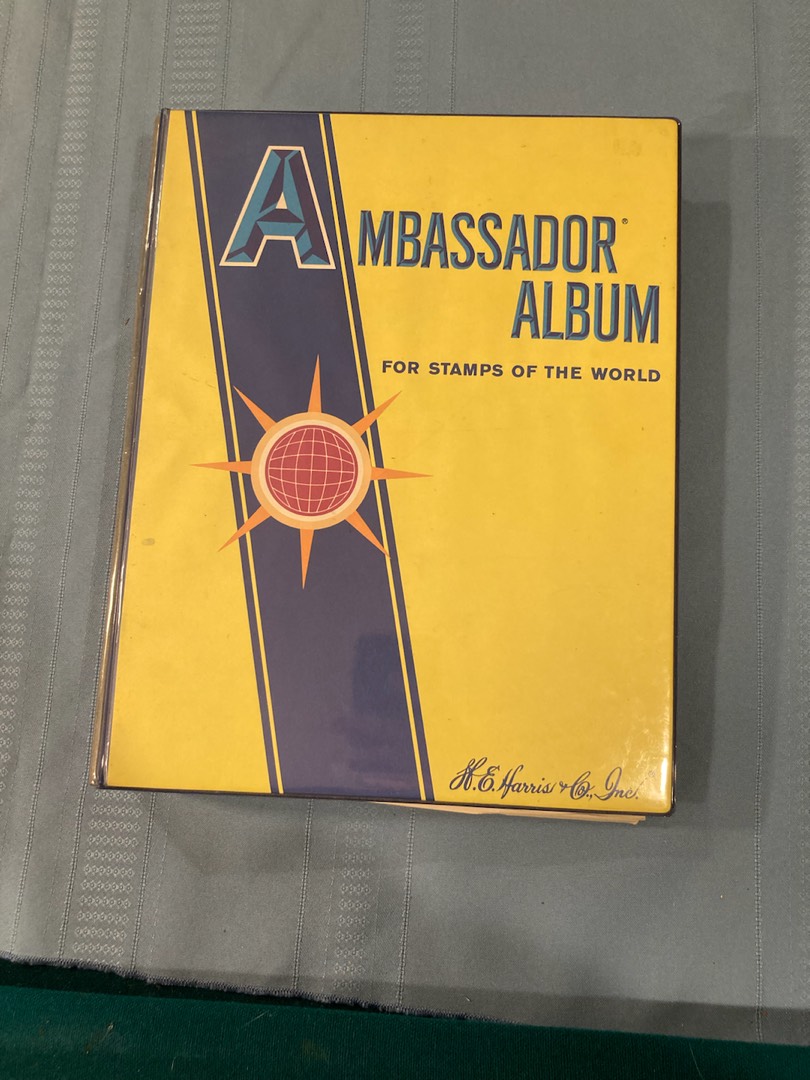 AMBASSADOR®
ALBUM
FOR STAMPS OF THE WORLD
H.E. Harris & Co., Inc.